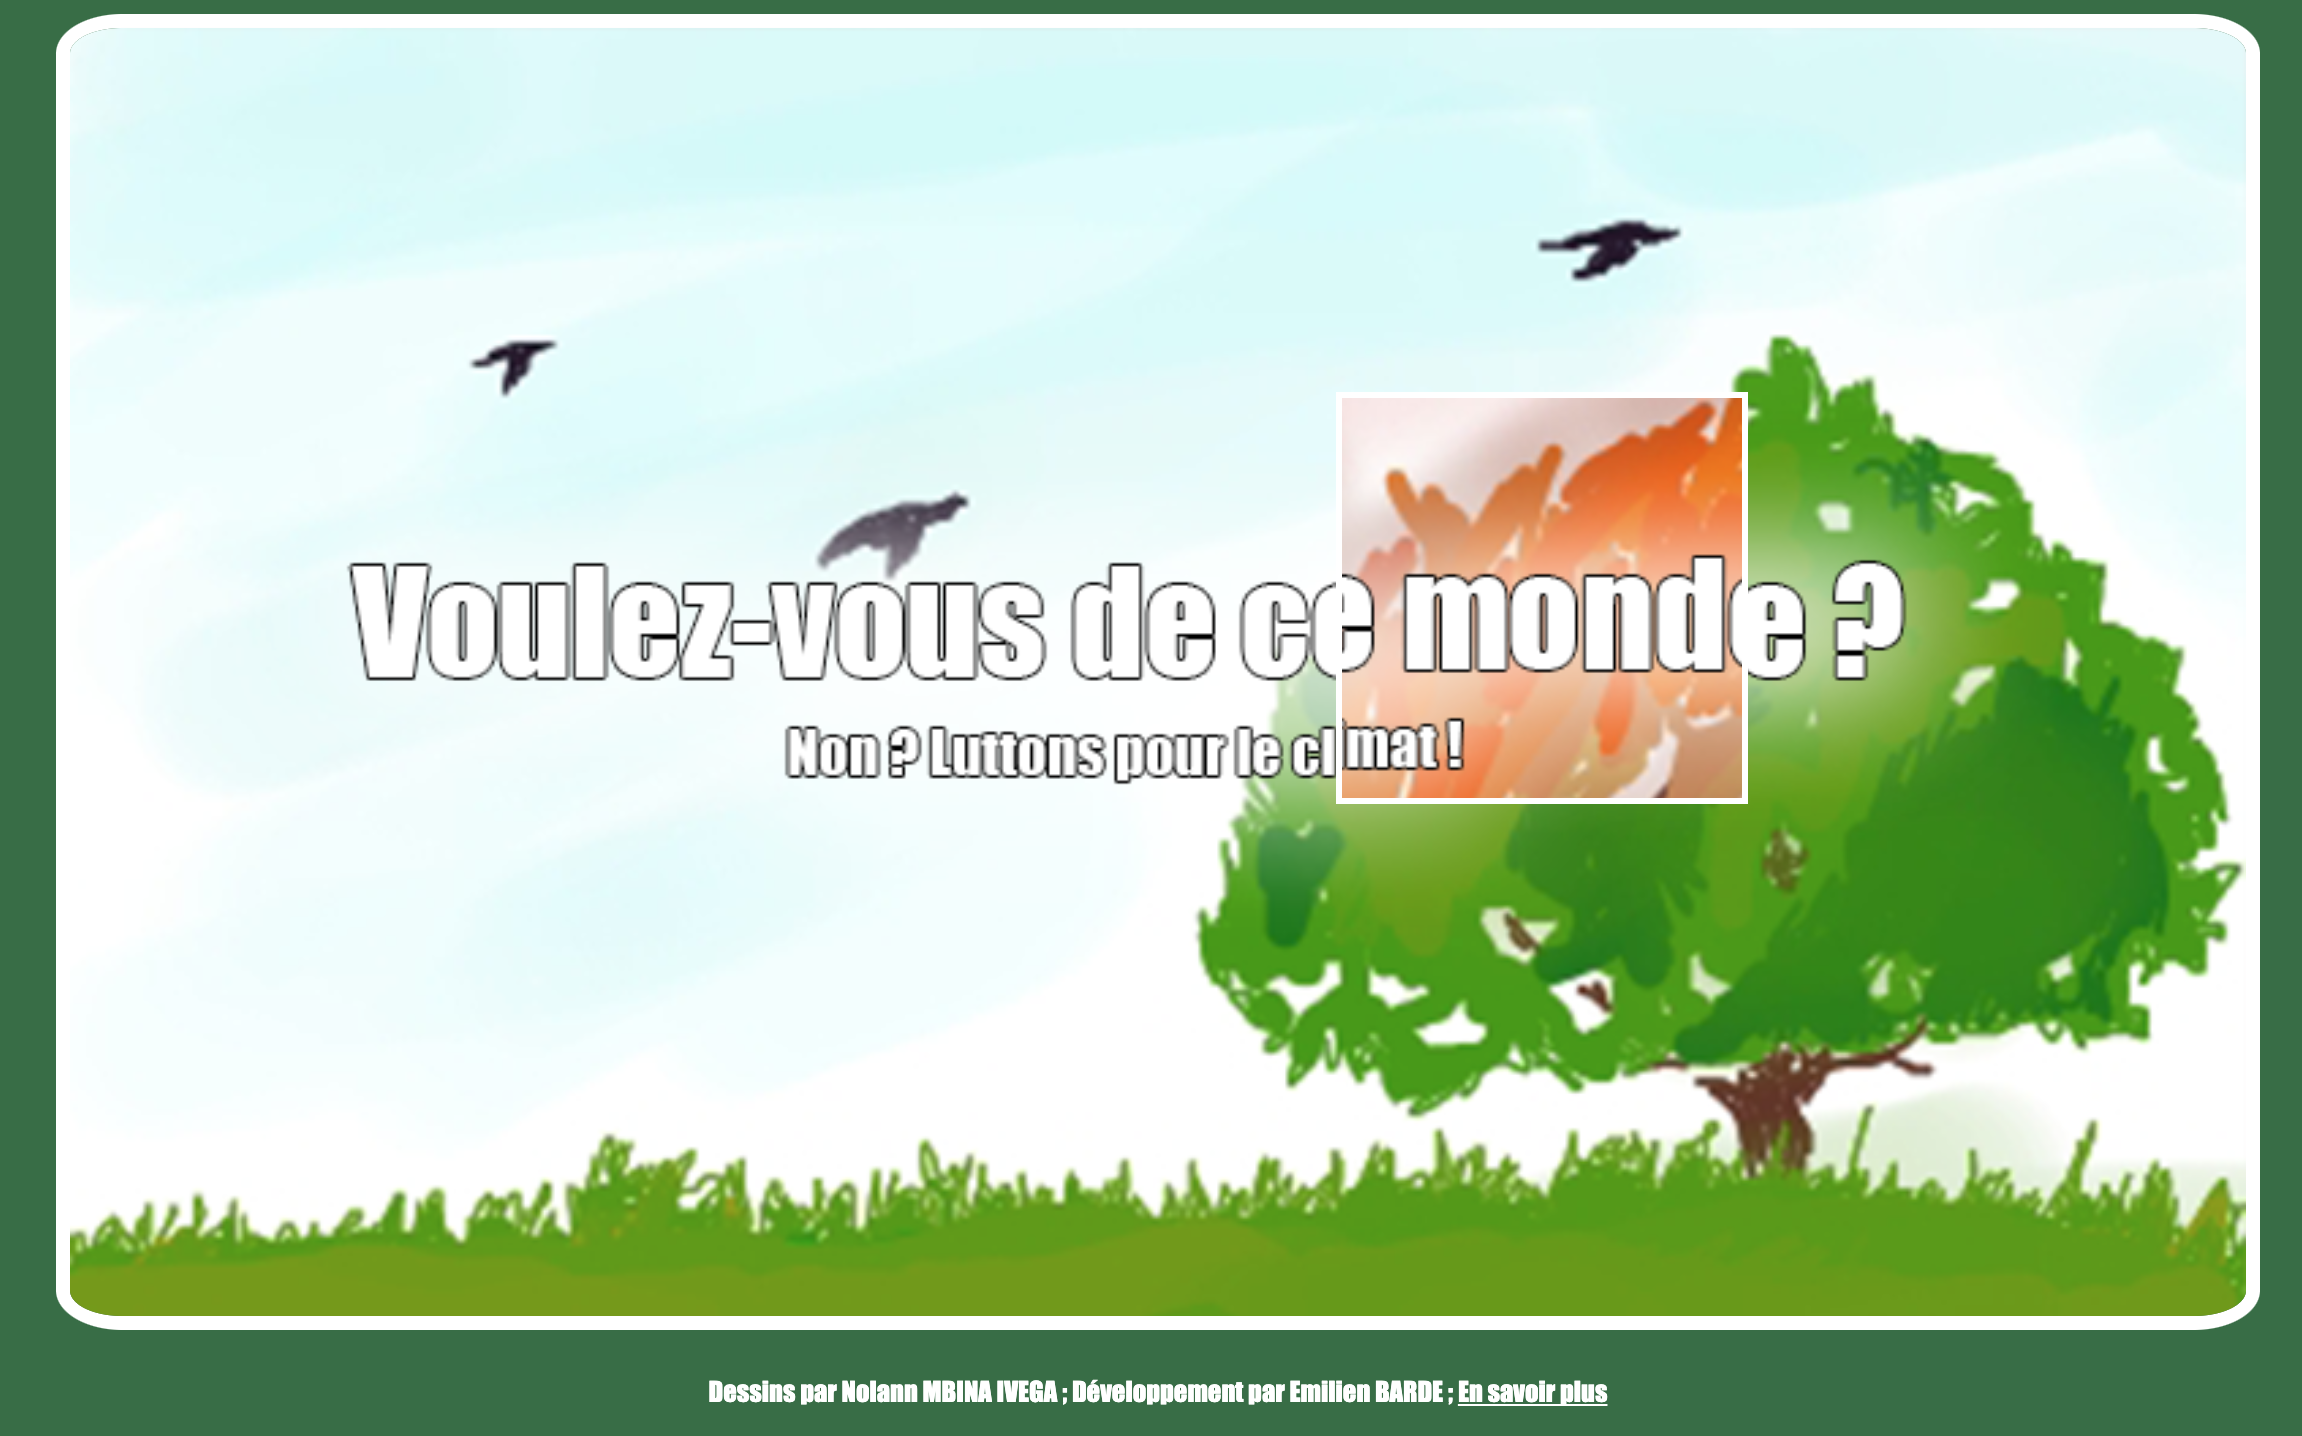 Voulez-vous de ce monde ?
Non ? Luttons pour le climat !
Dessins par Nolann MBINA IVEGA ; Développement par Emilien BARDE ; En savoir plus